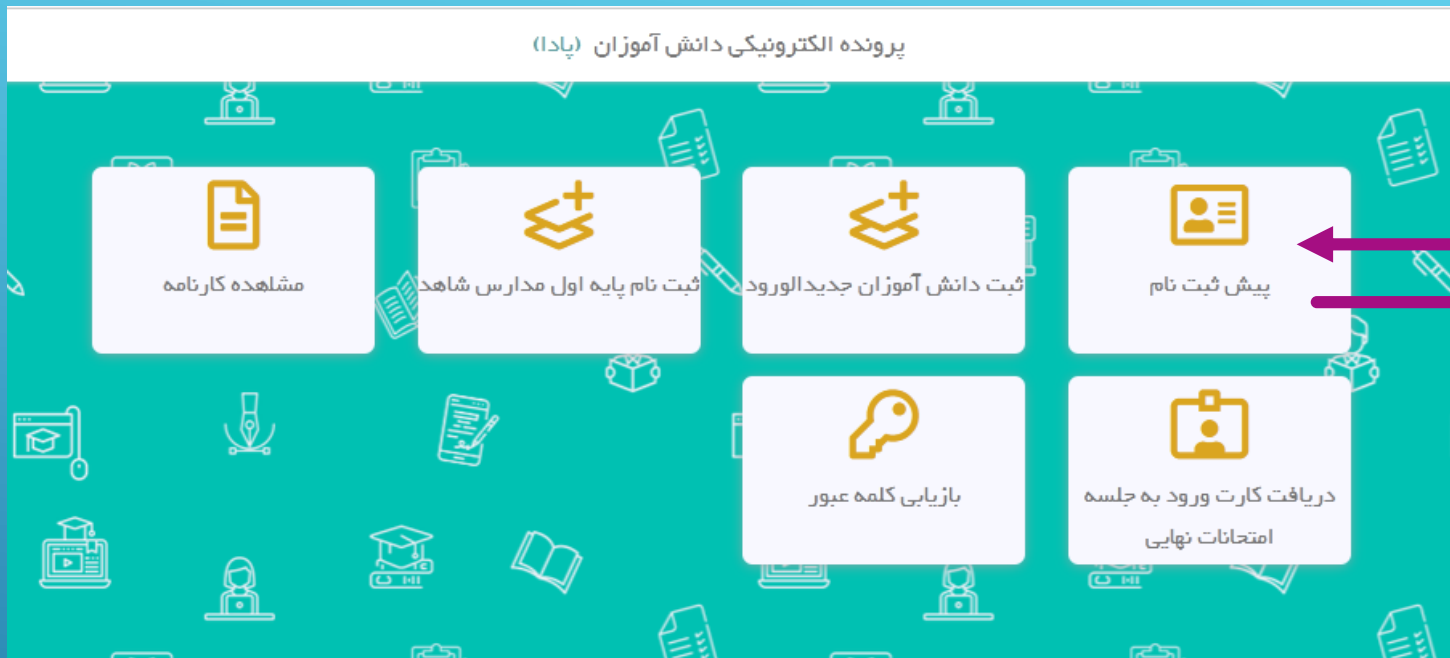 پرونده الکترونیکی دانش آموزان (پادا)
پیش ثبت نام
ثبت دانش آموزان جدیدالورود
ثبت نام پایه اول مدارس شاهد
مشاهده کارنامه
دریافت کارت ورود به جلسه
امتحانات نهایی
بازیابی کلمه عبور